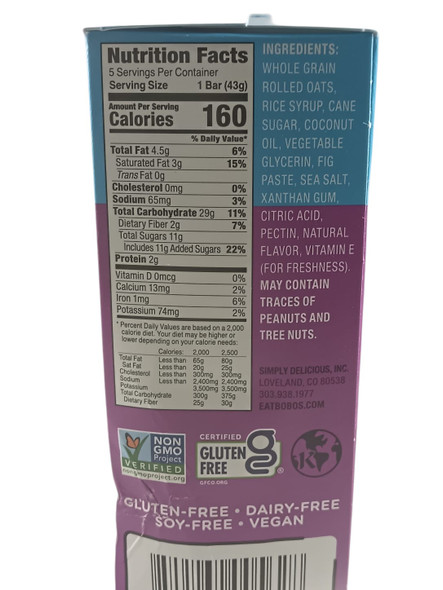 Nutrition Facts
5 Servings Per Container
Serving Size 1 Bar (43g)
Amount Per Serving
Calories 160
% Daily Value*
Total Fat 4.5g 6%
Saturated Fat 3g 15%
Trans Fat 0g
Cholesterol 0mg 0%
Sodium 65mg 3%
Total Carbohydrate 29g 11%
Dietary Fiber 2g 7%
Total Sugars 11g
Includes 11g Added Sugars 22%
Protein 2g
Vitamin D 0mcg 0%
Calcium 13mg 2%
Iron 1mg 6%
Potassium 74mg 2%
* Percent Daily Values are based on a 2,000
calorie diet. Your diet may be higher or
lower depending on your calorie needs:
Calories: 2,000 2,500
Total Fat Less than 65g 80g
Sat Fat Less than 20g 25g
Cholesterol Less than 300mg 300mg
Sodium Less than 2,400mg 2,400mg
Potassium 3,500mg 3,500mg
Total Carbohydrate 300g 375g
Dietary Fiber 25g 30g
INGREDIENTS:
WHOLE GRAIN
ROLLED OATS,
RICE SYRUP, CANE
SUGAR, COCONUT
OIL, VEGETABLE
GLYCERIN, FIG
PASTE, SEA SALT,
XANTHAN GUM,
CITRIC ACID,
PECTIN, NATURAL
FLAVOR, VITAMIN E
(FOR FRESHNESS).
MAY CONTAIN
TRACES OF
PEANUTS AND
TREE NUTS.
SIMPLY DELICIOUS, INC.
LOVELAND, CO 80538
303.938.1977
EATBOBOS.COM
NON
GMO
Project
VERIFIED
nongmoproject.org
CERTIFIED
GLUTEN
FREE
GFCO.ORG
K
GLUTEN-FREE • DAIRY-FREE
SOY-FREE • VEGAN